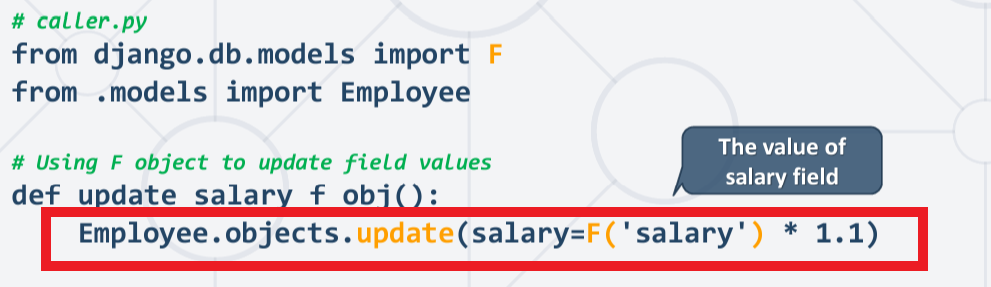 # caller.py
from django.db.models import F
from .models import Employee
# Using F object to update field values
The value of
salary field
def update_salary_f_obj():
Employee.objects.update(salary=F('salary') * 1.1)